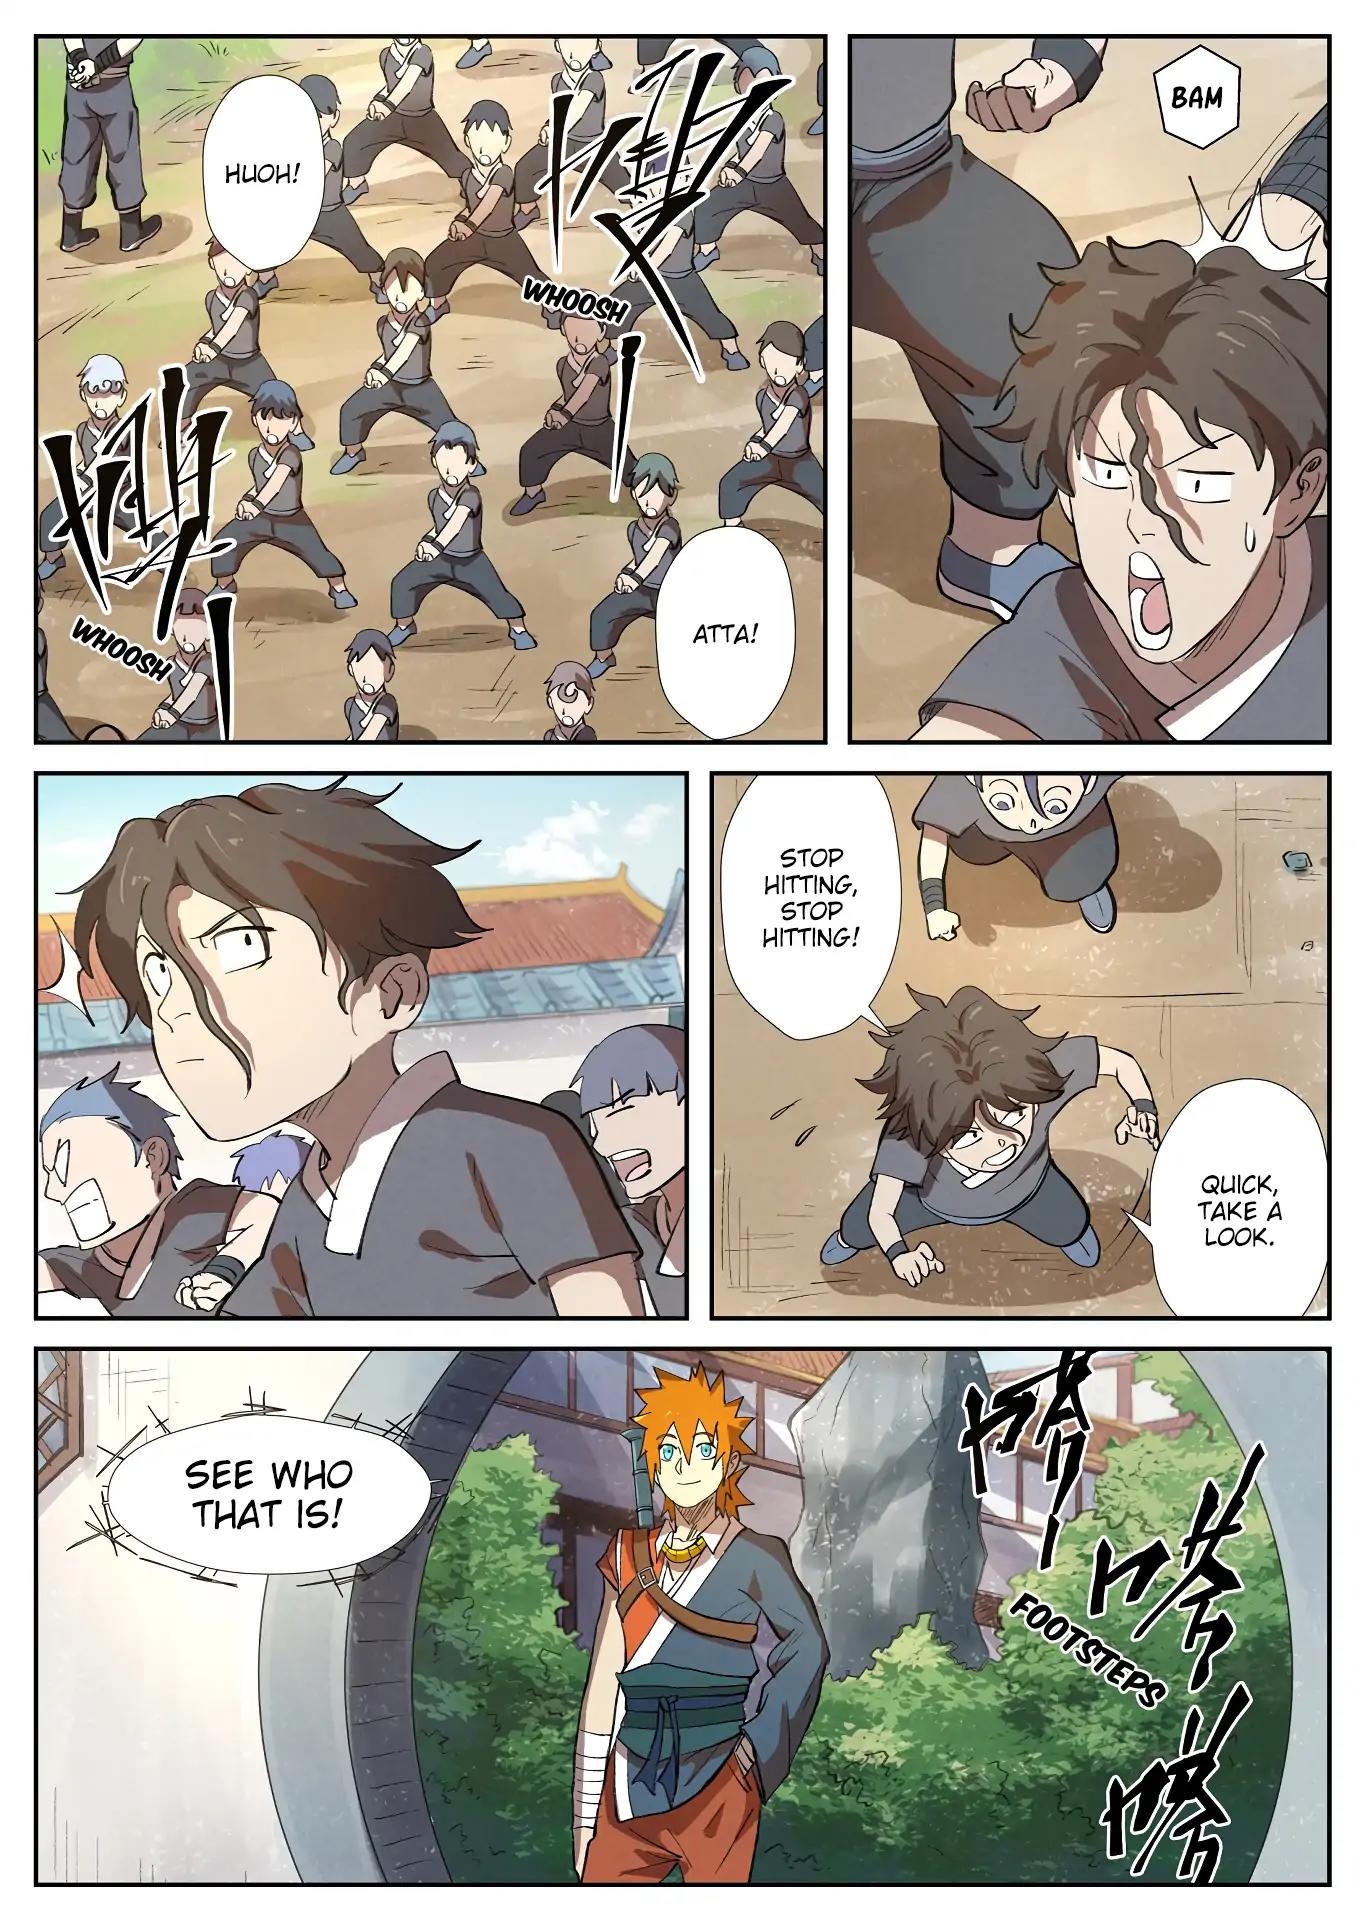 HUOH!
WHOOSH
WHOOSH
ATTA!
BAM
STOP
HITTING,
STOP
HITTING!
QUICK,
TAKE A
LOOK.
SEE WHO
THAT IS!
FOOTSTEPS